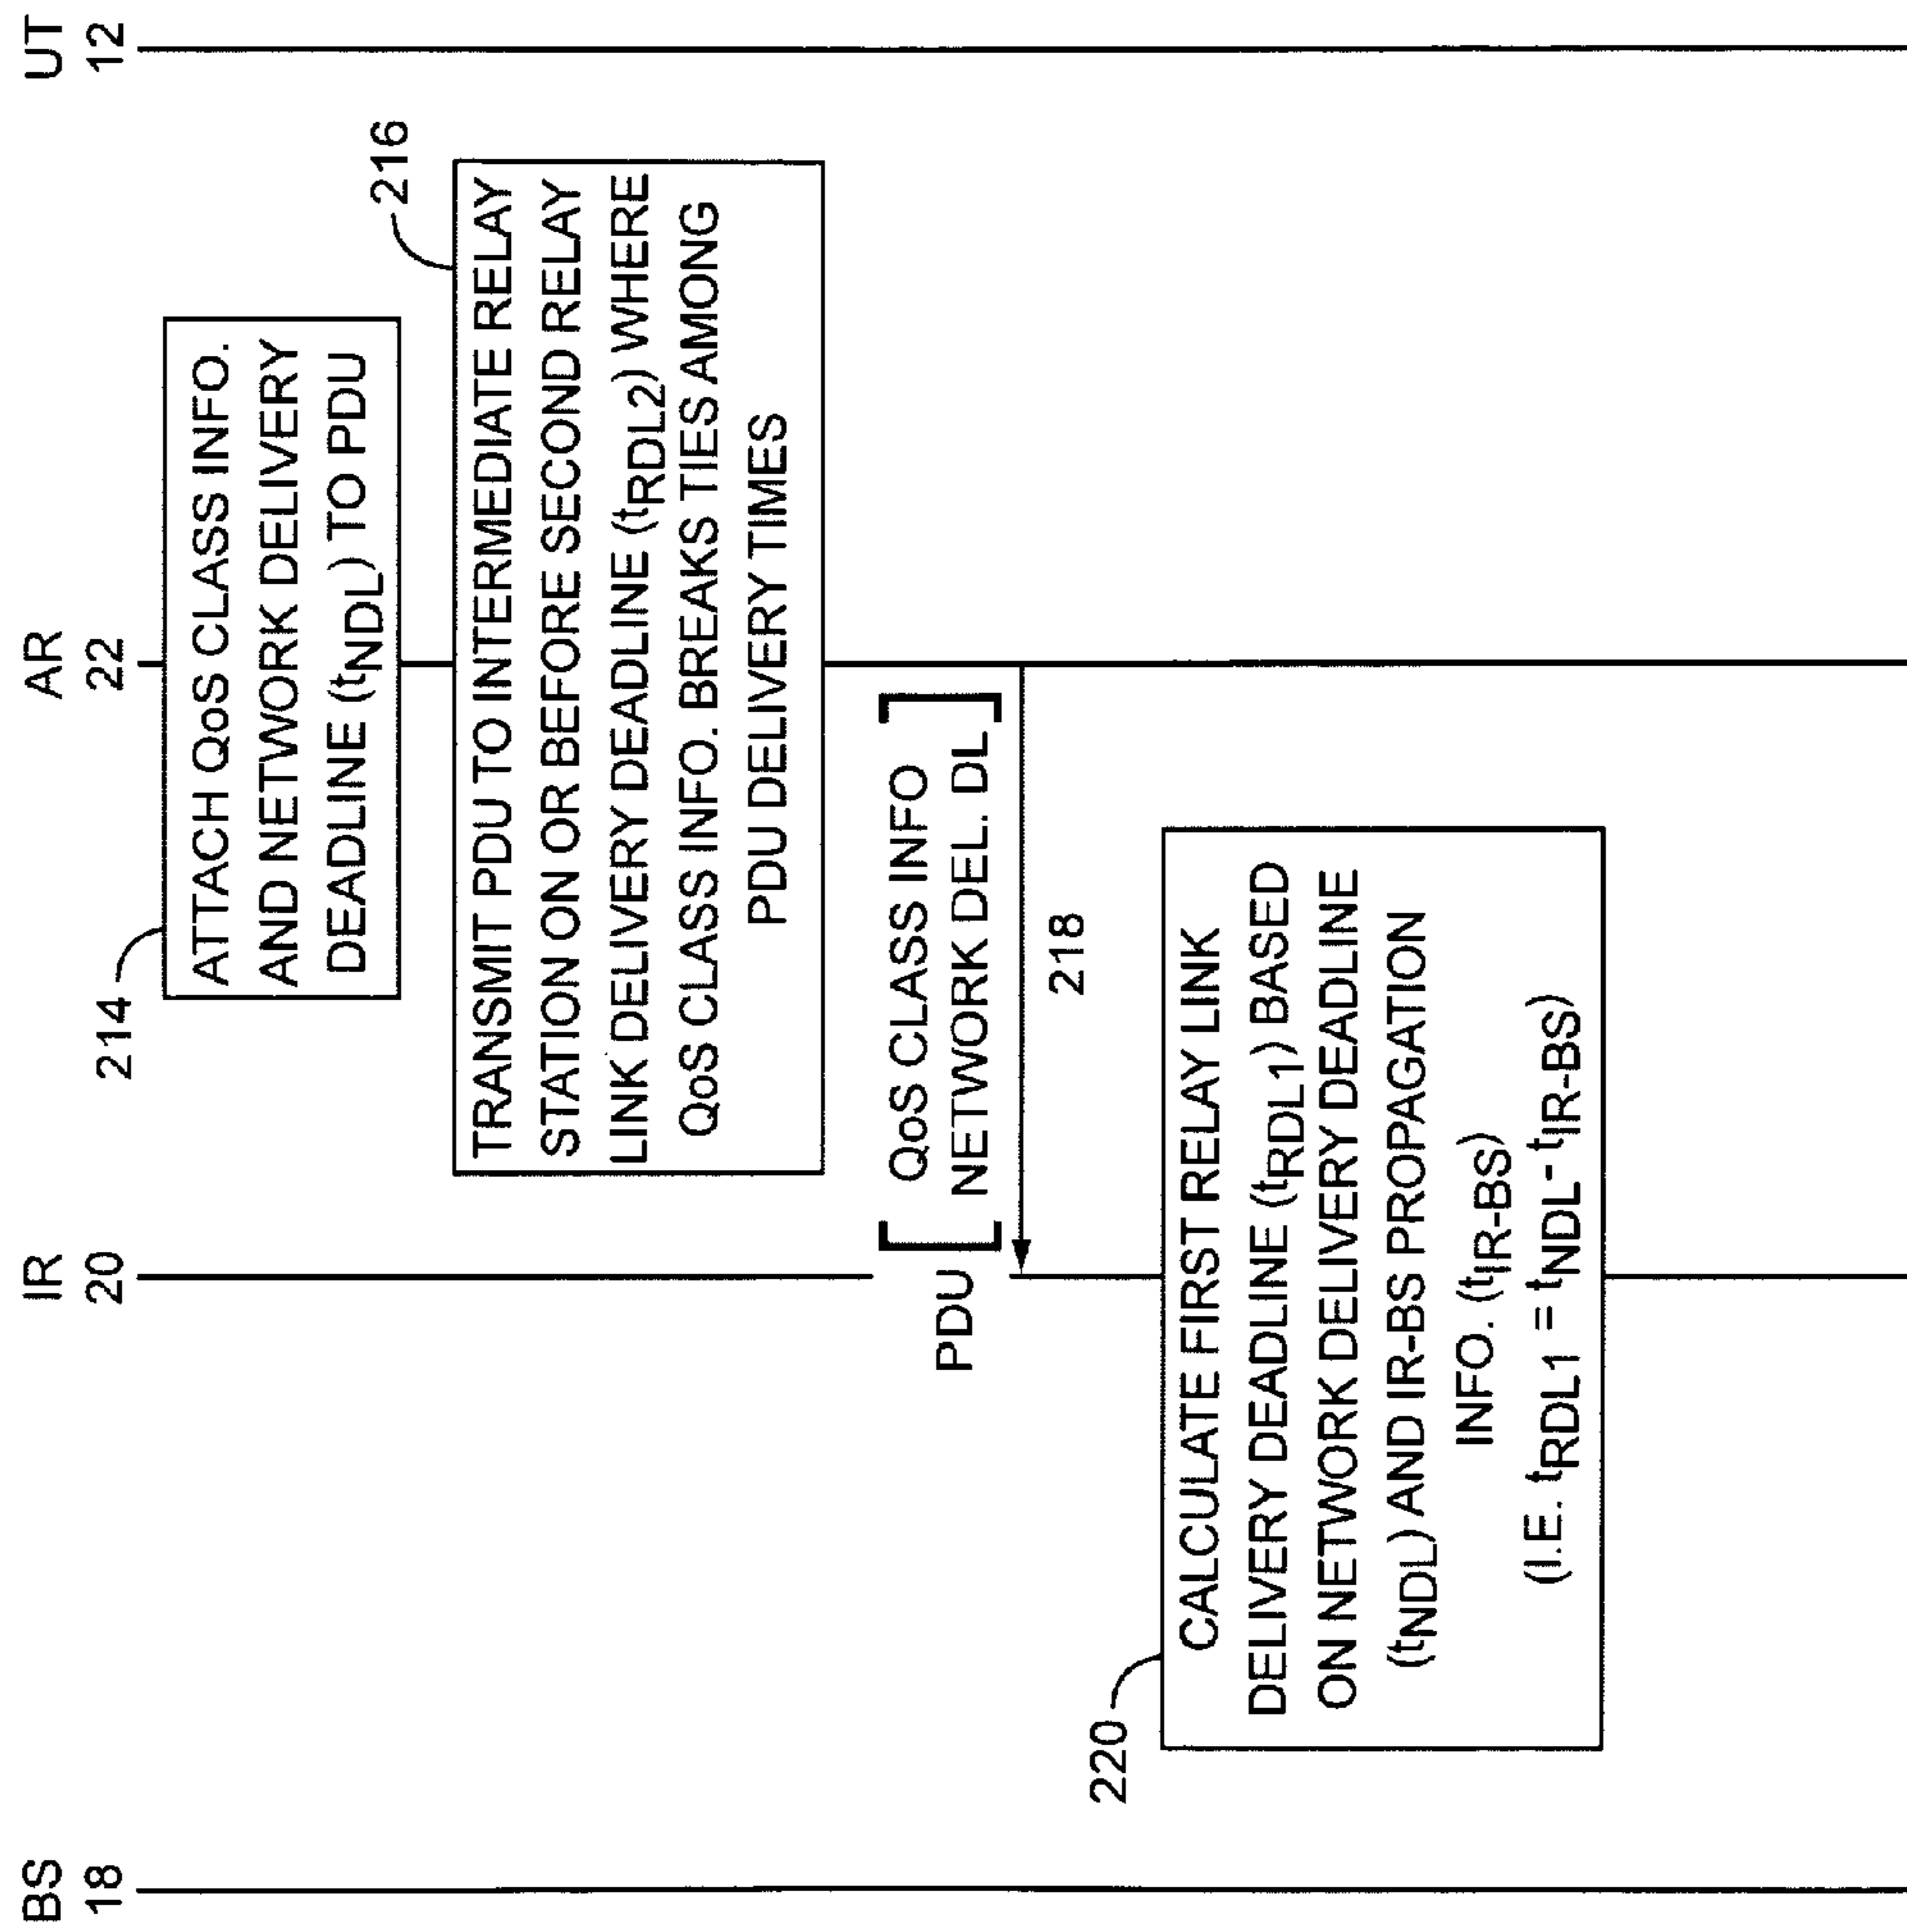 BS
18
IR
20
AR
22
UT
12
214
ATTACH QoS CLASS INFO.
AND NETWORK DELIVERY
DEADLINE (tNDL) TO PDU
216
TRANSMIT PDU TO INTERMEDIATE RELAY
STATION ON OR BEFORE SECOND RELAY
LINK DELIVERY DEADLINE (tRDL2) WHERE
QoS CLASS INFO. BREAKS TIES AMONG
PDU DELIVERY TIMES
PDU
[QoS CLASS INFO
NETWORK DEL. DL]
218
220
CALCULATE FIRST RELAY LINK
DELIVERY DEADLINE (tRDL1) BASED
ON NETWORK DELIVERY DEADLINE
(tNDL) AND IR-BS PROPAGATION
INFO. (tIR-BS)
(I.E. tRDL1 = tNDL - tIR-BS)